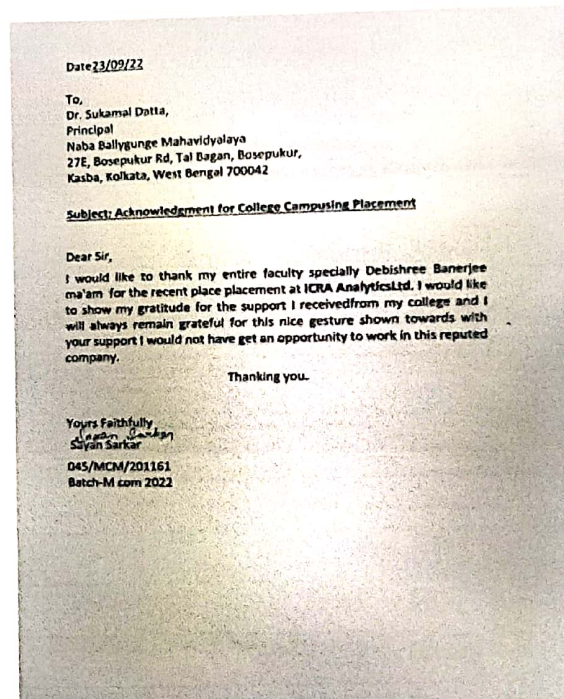 Date23/09/22
To,
Dr. Sukamal Datta,
Principal
Naba Ballygunge Mahavidyalaya
27E, Bosepukur Rd, Tal Bagan, Bosepukur,
Kasba, Kolkata, West Bengal 700042
Subject: Acknowledgment for College Campusing Placement
Dear Sir,
I would like to thank my entire faculty specially Debishree Banerjee
ma'am for the recent place placement at ICRA AnalyticsLtd. I would like
to show my gratitude for the support I receivedfrom my college and I
will always remain grateful for this nice gesture shown towards with
your support I would not have get an opportunity to work in this reputed
company.
Thanking you.
Yours Faithfully
Sayan Sarkar
Sayan Sarkar
045/MCM/201161
Batch-M com 2022